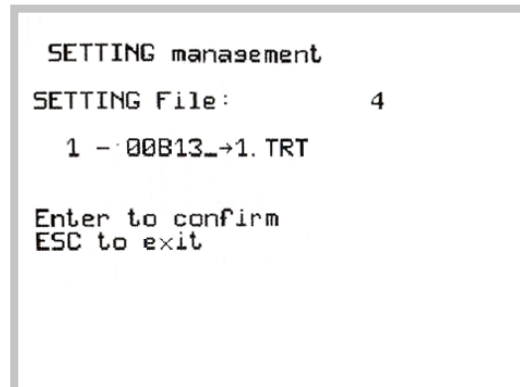 SETTING management
SETTING File: 4
1 - 00B13_→1.TRT
Enter to confirm
ESC to exit